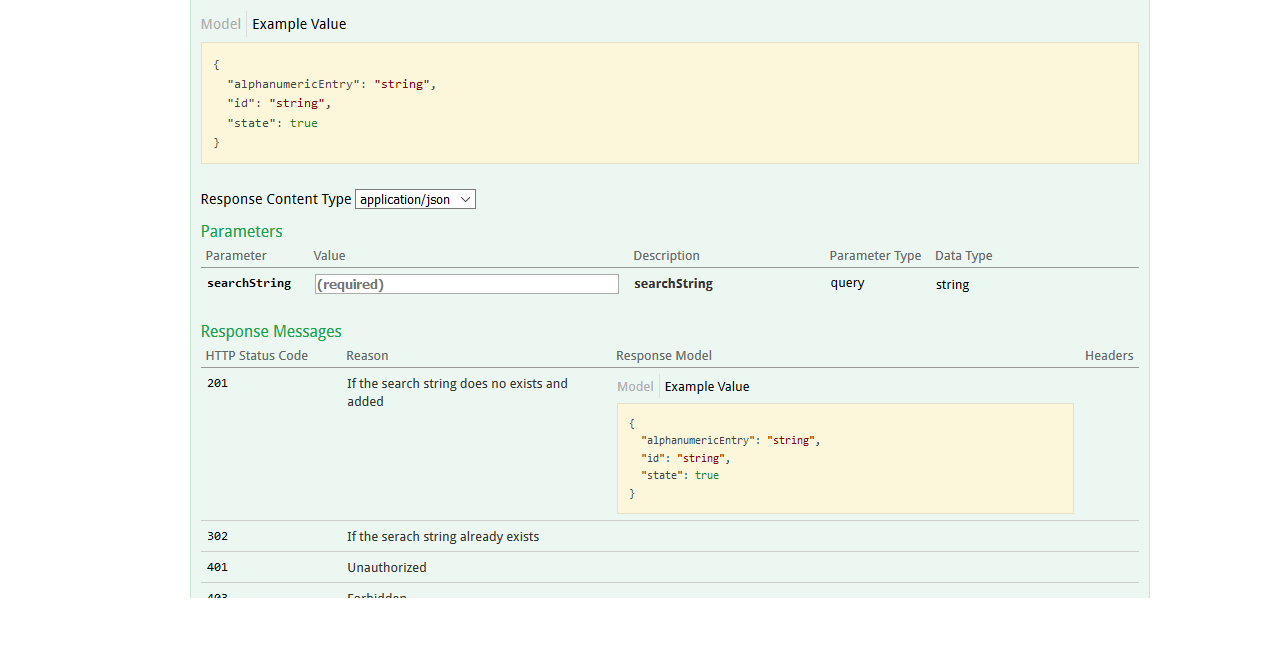 Model Example Value
{
"alphanumericEntry": "string",
"id": "string",
"state": true
}
Response Content Type application/json
Parameters
Parameter Value Description Parameter Type Data Type
searchString (required) searchString query string
Response Messages
HTTP Status Code Reason Response Model Headers
201 If the search string does no exists and
added
Model Example Value
{
"alphanumericEntry": "string",
"id": "string",
"state": true
}
302 If the serach string already exists
401 Unauthorized
403 Forbidden